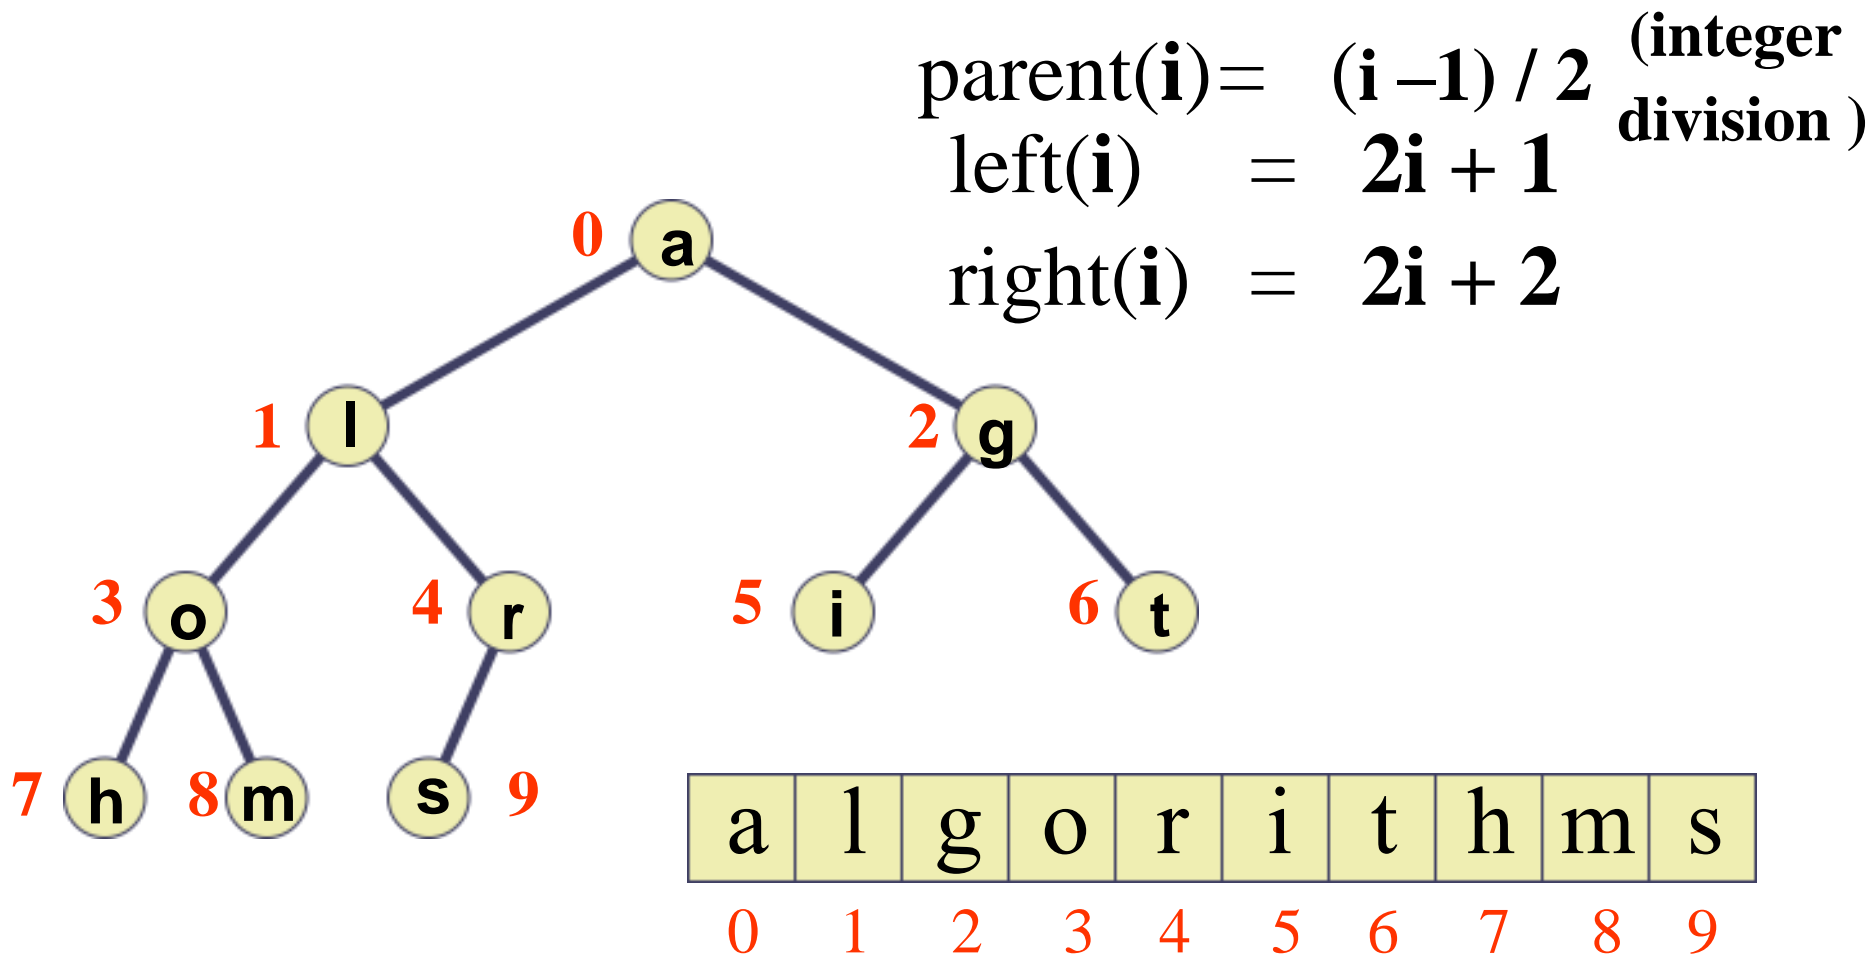 parent(i)= (i –1) / 2 (integer division )
left(i) = 2i + 1
right(i) = 2i + 2
0 a
1 l 2 g
3 o 4 r 5 i 6 t
7 h 8 m s 9
a l g o r i t h m s
0 1 2 3 4 5 6 7 8 9